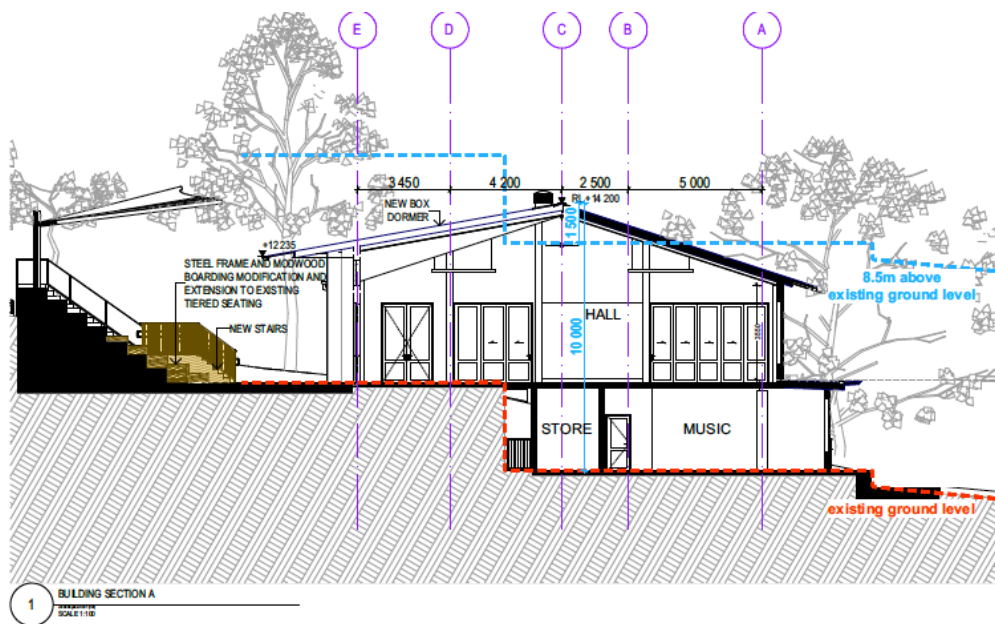 E D C B A
3 450 4 200 2 500 5 000
RL+14 200
NEW BOX
DORMER
1 500
+12 235
STEEL FRAME AND MODWOOD
BOARDING MODIFICATION AND
EXTENSION TO EXISTING
TIERED SEATING
8.5m above
existing ground level
HALL
NEW STAIRS
10 000
STORE
MUSIC
existing ground level
1
BUILDING SECTION A
SCALE 1:100